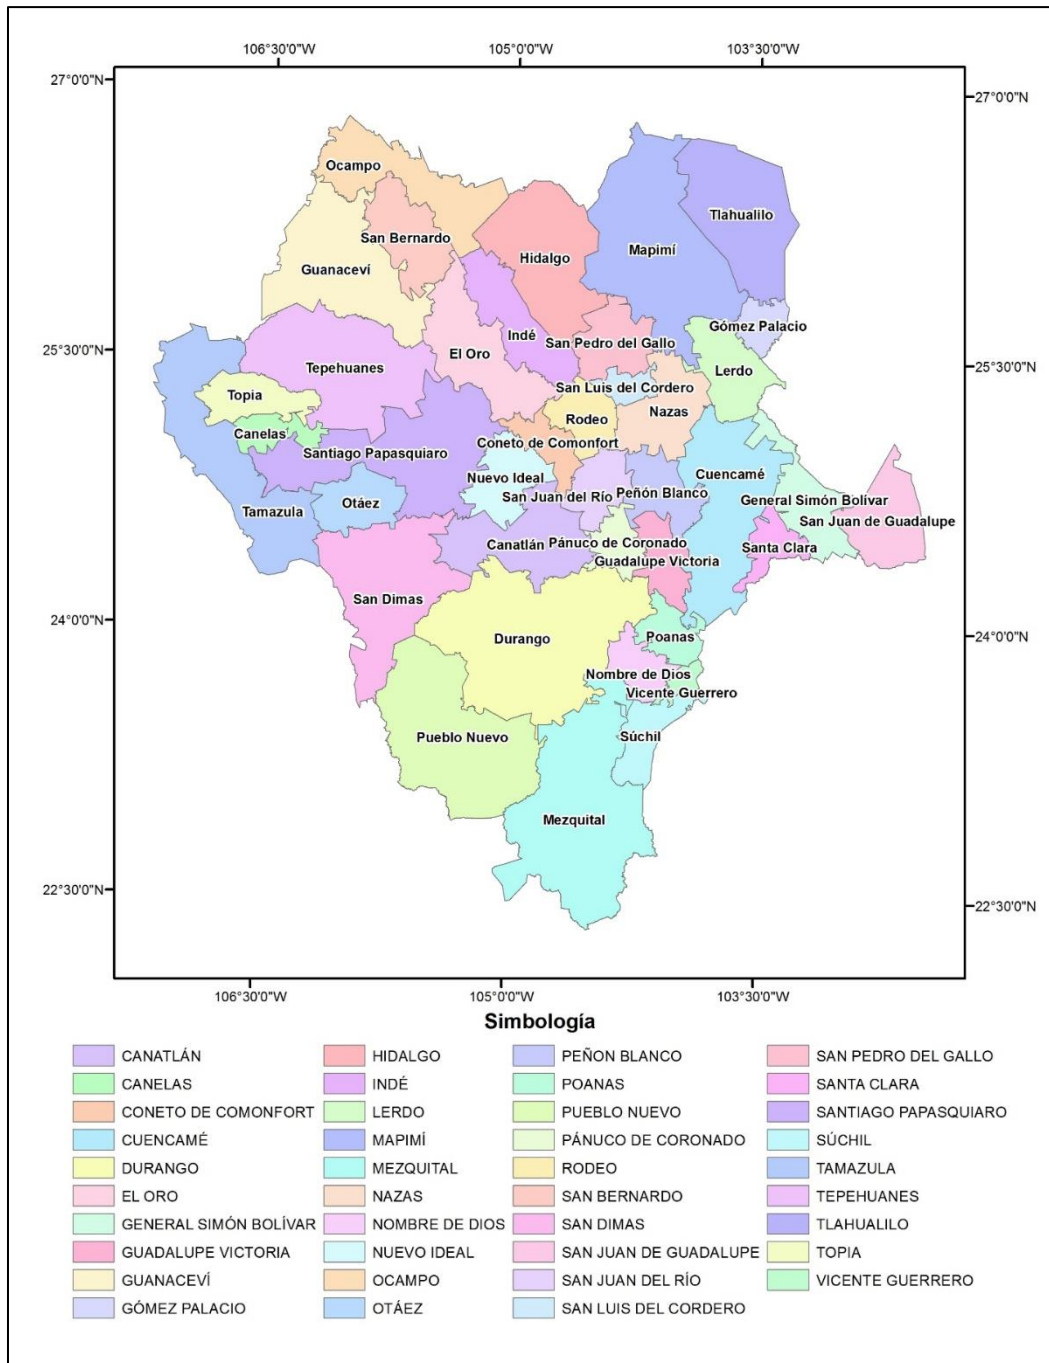 106°30'0"W 105°0'0"W 103°30'0"W
27°0'0"N
27°0'0"N
Ocampo
Tlahualilo
San Bernardo
Mapimí
Hidalgo
Guanaceví
Gómez Palacio
Indé
San Pedro del Gallo
25°30'0"N
El Oro
25°30'0"N
Tepehuanes
Lerdo
San Luis del Cordero
Topia
Nazas
Rodeo
Canelas
Coneto de Comonfort
Santiago Papasquiaro
Cuencamé
Nuevo Ideal
Peñón Blanco
San Juan del Río
General Simón Bolívar
Otáez
Tamazula
San Juan de Guadalupe
Canatlán
Pánuco de Coronado
Santa Clara
Guadalupe Victoria
San Dimas
24°0'0"N
24°0'0"N
Durango
Poanas
Nombre de Dios
Vicente Guerrero
Pueblo Nuevo
Súchil
Mezquital
22°30'0"N
22°30'0"N
106°30'0"W 105°0'0"W 103°30'0"W
Simbología
CANATLÁN
CANELAS
CONETO DE COMONFORT
CUENCAMÉ
DURANGO
EL ORO
GENERAL SIMÓN BOLÍVAR
GUADALUPE VICTORIA
GUANACEVÍ
GÓMEZ PALACIO
HIDALGO
INDÉ
LERDO
MAPIMÍ
MEZQUITAL
NAZAS
NOMBRE DE DIOS
NUEVO IDEAL
OCAMPO
OTÁEZ
PEÑON BLANCO
POANAS
PUEBLO NUEVO
PÁNUCO DE CORONADO
RODEO
SAN BERNARDO
SAN DIMAS
SAN JUAN DE GUADALUPE
SAN JUAN DEL RÍO
SAN LUIS DEL CORDERO
SAN PEDRO DEL GALLO
SANTA CLARA
SANTIAGO PAPASQUIARO
SÚCHIL
TAMAZULA
TEPEHUANES
TLAHUALILO
TOPIA
VICENTE GUERRERO